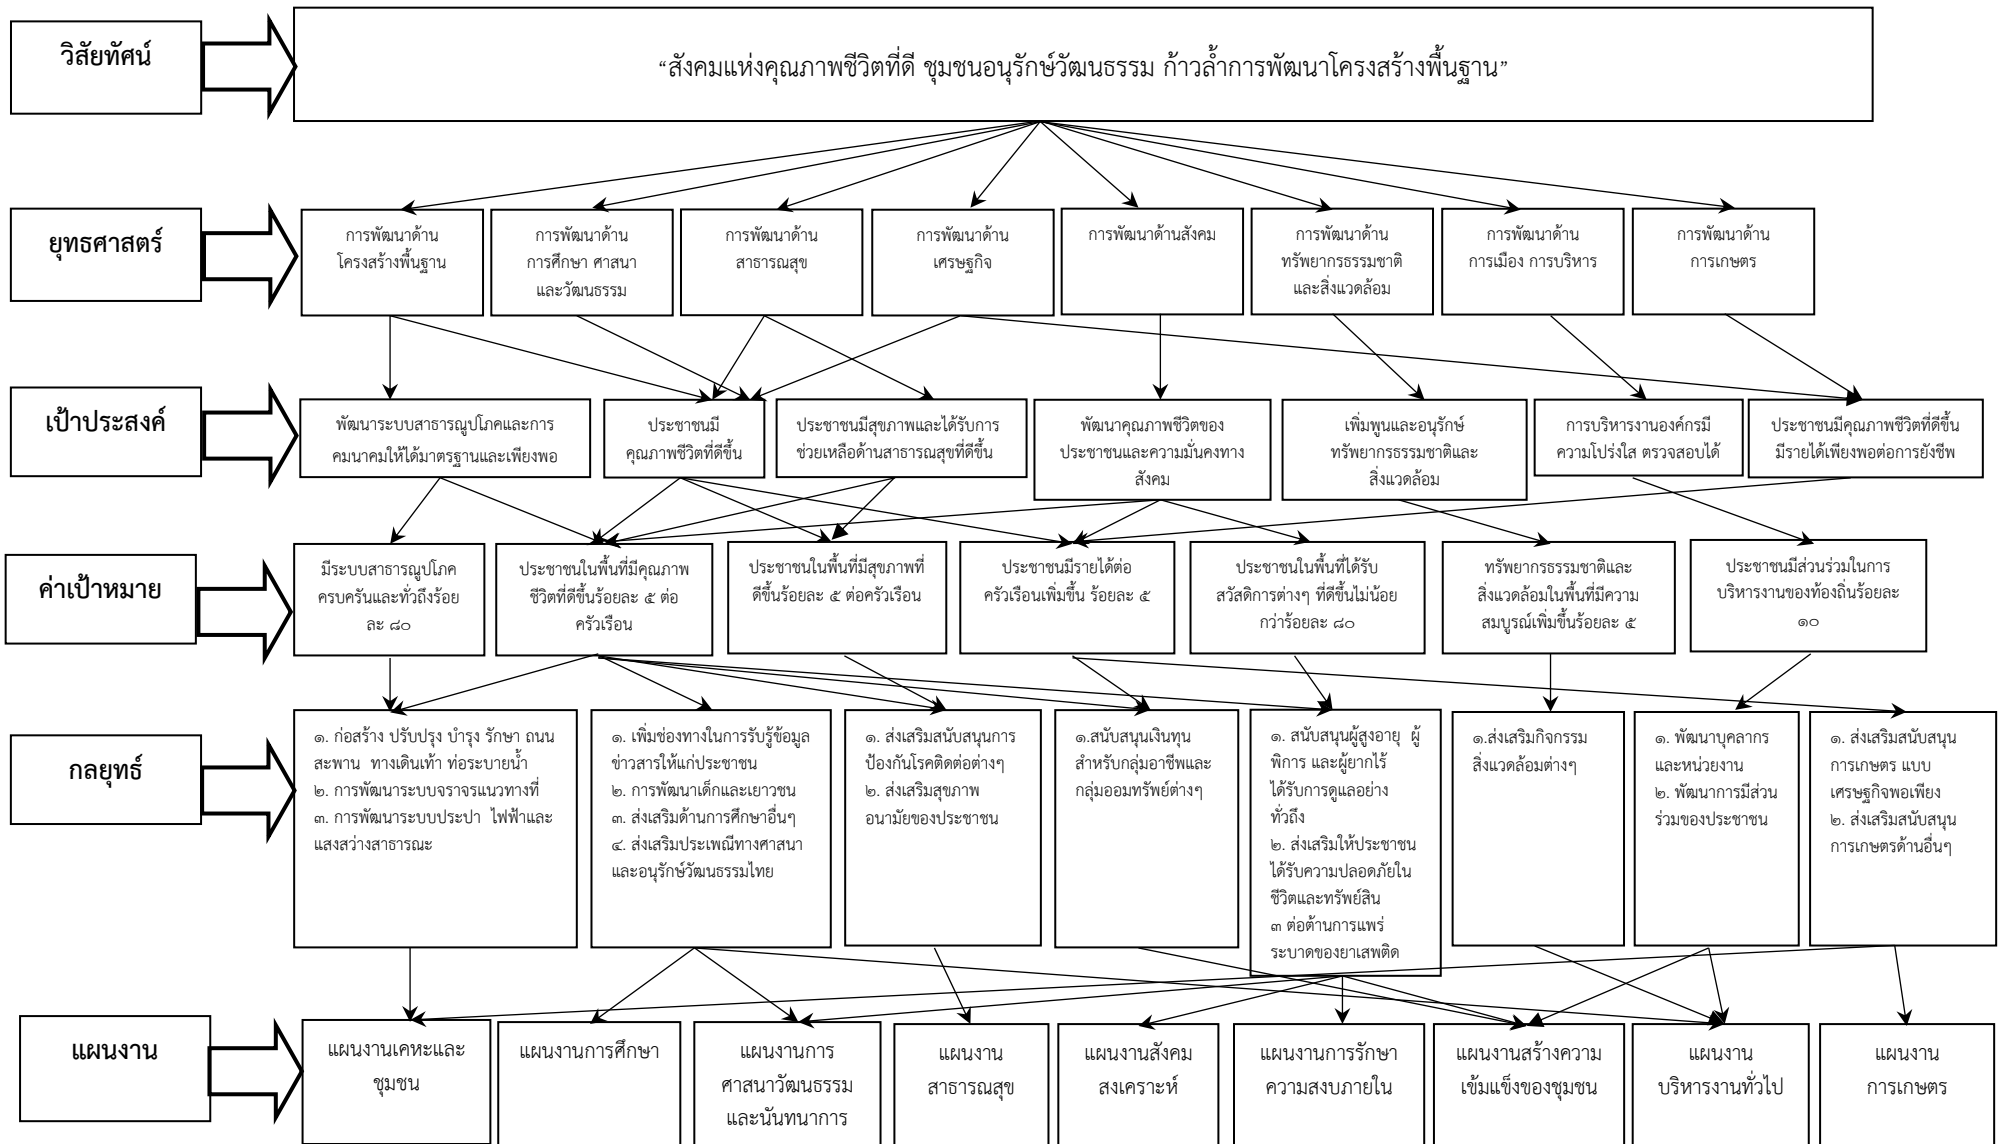 วิสัยทัศน์
“สังคมแห่งคุณภาพชีวิตที่ดี ชุมชนอนุรักษ์วัฒนธรรม ก้าวล้ำการพัฒนาโครงสร้างพื้นฐาน”
ยุทธศาสตร์
การพัฒนาด้าน
โครงสร้างพื้นฐาน
การพัฒนาด้าน
การศึกษา ศาสนา
และวัฒนธรรม
การพัฒนาด้าน
สาธารณสุข
การพัฒนาด้าน
เศรษฐกิจ
การพัฒนาด้านสังคม
การพัฒนาด้าน
ทรัพยากรธรรมชาติ
และสิ่งแวดล้อม
การพัฒนาด้าน
การเมือง การบริหาร
การพัฒนาด้าน
การเกษตร
เป้าประสงค์
พัฒนาระบบสาธารณูปโภคและการ
คมนาคมให้ได้มาตรฐานและเพียงพอ
ประชาชนมี
คุณภาพชีวิตที่ดีขึ้น
ประชาชนมีสุขภาพและได้รับการ
ช่วยเหลือด้านสาธารณสุขที่ดีขึ้น
พัฒนาคุณภาพชีวิตของ
ประชาชนและความมั่นคงทาง
สังคม
เพิ่มพูนและอนุรักษ์
ทรัพยากรธรรมชาติและ
สิ่งแวดล้อม
การบริหารงานองค์กรมี
ความโปร่งใส ตรวจสอบได้
ประชาชนมีคุณภาพชีวิตที่ดีขึ้น
มีรายได้เพียงพอต่อการยังชีพ
ค่าเป้าหมาย
มีระบบสาธารณูปโภค
ครบครันและทั่วถึงร้อย
ละ ๘๐
ประชาชนในพื้นที่มีคุณภาพ
ชีวิตที่ดีขึ้นร้อยละ ๕ ต่อ
ครัวเรือน
ประชาชนในพื้นที่มีสุขภาพที่
ดีขึ้นร้อยละ ๕ ต่อครัวเรือน
ประชาชนมีรายได้ต่อ
ครัวเรือนเพิ่มขึ้น ร้อยละ ๕
ประชาชนในพื้นที่ได้รับ
สวัสดิการต่างๆ ที่ดีขึ้นไม่น้อย
กว่าร้อยละ ๘๐
ทรัพยากรธรรมชาติและ
สิ่งแวดล้อมในพื้นที่มีความ
สมบูรณ์เพิ่มขึ้นร้อยละ ๕
ประชาชนมีส่วนร่วมในการ
บริหารงานของท้องถิ่นร้อยละ
๑๐
กลยุทธ์
๑. ก่อสร้าง ปรับปรุง บำรุง รักษา ถนน
สะพาน ทางเดินเท้า ท่อระบายน้ำ
๒. การพัฒนาระบบจราจรแนวทางที่
๓. การพัฒนาระบบประปา ไฟฟ้าและ
แสงสว่างสาธารณะ
๑. เพิ่มช่องทางในการรับรู้ข้อมูล
ข่าวสารให้แก่ประชาชน
๒. การพัฒนาเด็กและเยาวชน
๓. ส่งเสริมด้านการศึกษาอื่นๆ
๔. ส่งเสริมประเพณีทางศาสนา
และอนุรักษ์วัฒนธรรมไทย
๑. ส่งเสริมสนับสนุนการ
ป้องกันโรคติดต่อต่างๆ
๒. ส่งเสริมสุขภาพ
อนามัยของประชาชน
๑.สนับสนุนเงินทุน
สำหรับกลุ่มอาชีพและ
กลุ่มออมทรัพย์ต่างๆ
๑. สนับสนุนผู้สูงอายุ ผู้
พิการ และผู้ยากไร้
ได้รับการดูแลอย่าง
ทั่วถึง
๒. ส่งเสริมให้ประชาชน
ได้รับความปลอดภัยใน
ชีวิตและทรัพย์สิน
๓ ต่อต้านการแพร่
ระบาดของยาเสพติด
๑.ส่งเสริมกิจกรรม
สิ่งแวดล้อมต่างๆ
๑. พัฒนาบุคลากร
และหน่วยงาน
๒. พัฒนาการมีส่วน
ร่วมของประชาชน
๑. ส่งเสริมสนับสนุน
การเกษตร แบบ
เศรษฐกิจพอเพียง
๒. ส่งเสริมสนับสนุน
การเกษตรด้านอื่นๆ
แผนงาน
แผนงานเคหะและ
ชุมชน
แผนงานการศึกษา
แผนงานการ
ศาสนาวัฒนธรรม
และนันทนาการ
แผนงาน
สาธารณสุข
แผนงานสังคม
สงเคราะห์
แผนงานการรักษา
ความสงบภายใน
แผนงานสร้างความ
เข้มแข็งของชุมชน
แผนงาน
บริหารงานทั่วไป
แผนงาน
การเกษตร